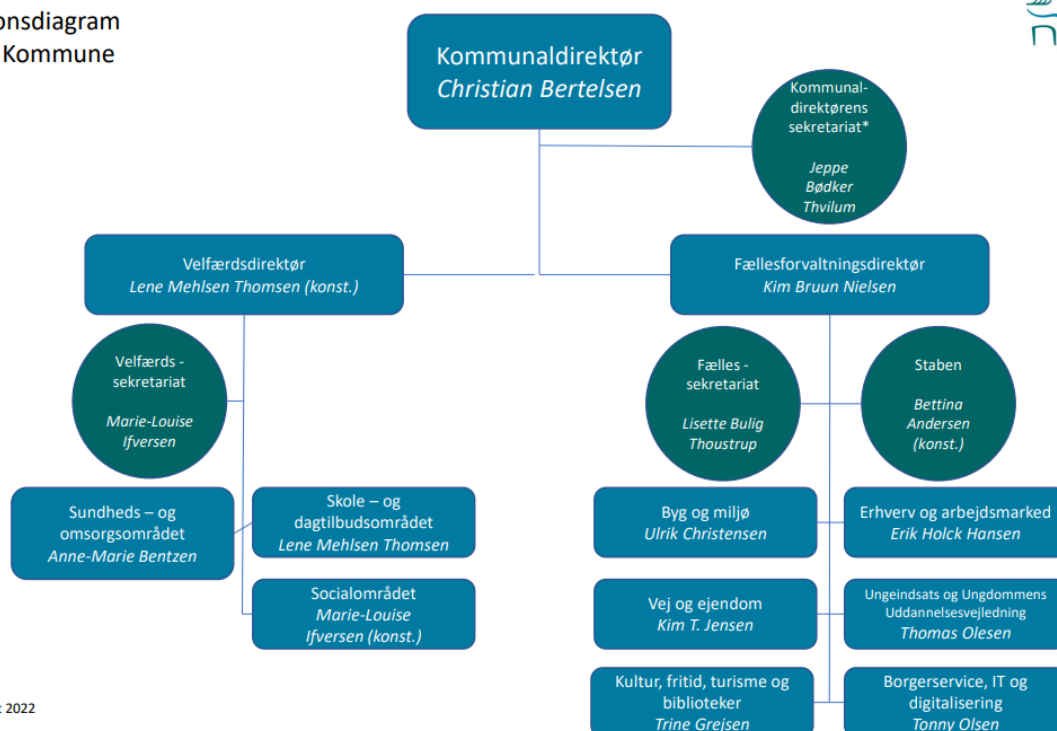 onsdiagram
Kommune
Kommunaldirektør
Christian Bertelsen
Kommunal-
direktørens
sekretariat*
Jeppe
Bødker
Thvilum
Velfærdsdirektør
Lene Mehlsen Thomsen (konst.)
Fællesforvaltningsdirektør
Kim Bruun Nielsen
Velfærds -
sekretariat
Marie-Louise
Ifversen
Fælles -
sekretariat
Lisette Bulig
Thoustrup
Staben
Bettina
Andersen
(konst.)
Sundheds – og
omsorgsområdet
Anne-Marie Bentzen
Skole – og
dagtilbudsområdet
Lene Mehlsen Thomsen
Socialområdet
Marie-Louise
Ifversen (konst.)
Byg og miljø
Ulrik Christensen
Erhverv og arbejdsmarked
Erik Holck Hansen
Vej og ejendom
Kim T. Jensen
Ungeindsats og Ungdommens
Uddannelsesvejledning
Thomas Olesen
Kultur, fritid, turisme og
biblioteker
Trine Grejsen
Borgerservice, IT og
digitalisering
Tonny Olsen
2022